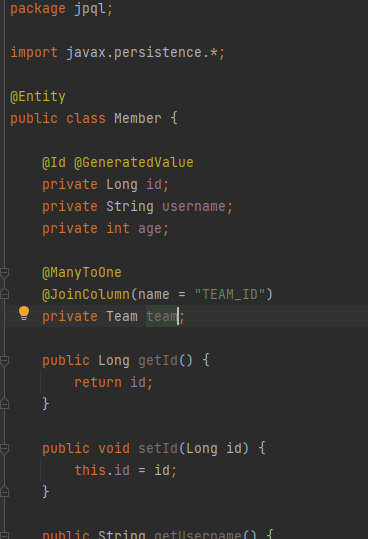 package jpql;
import javax.persistence.*;
@Entity
public class Member {
@Id @GeneratedValue
private Long id;
private String username;
private int age;
@ManyToOne
@JoinColumn(name = "TEAM_ID")
private Team team;
public Long getId() {
return id;
}
public void setId(Long id) {
this.id = id;
}
public String getUsername() {